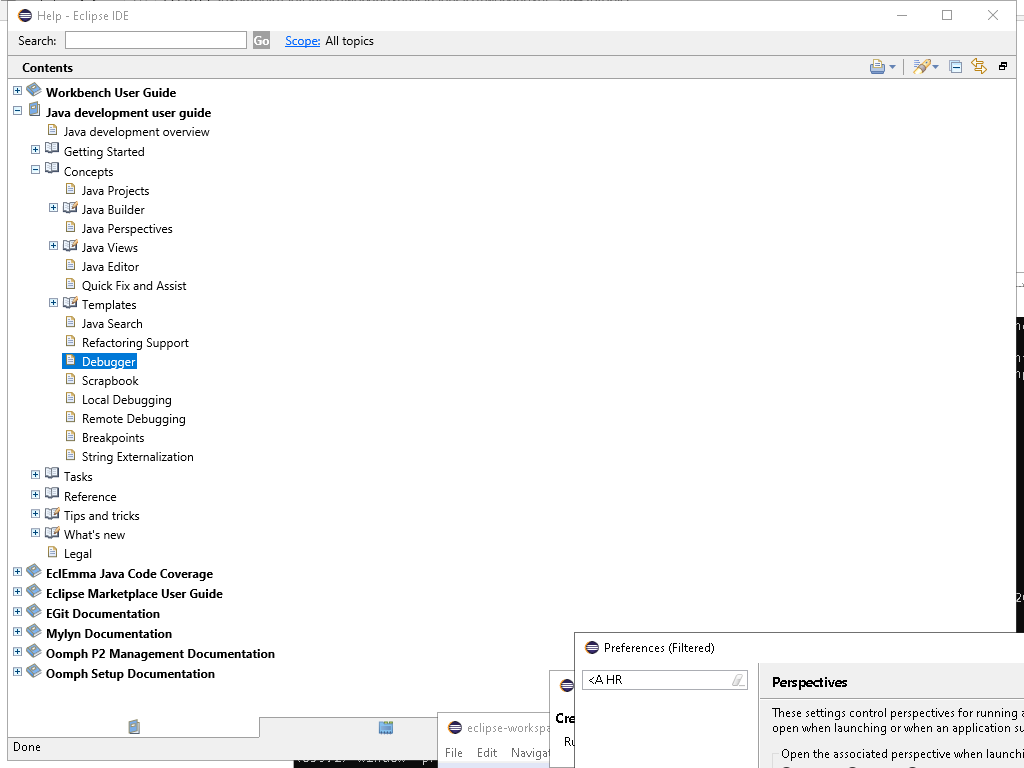 Help - Eclipse IDE
Search:
Go
Scope: All topics
Contents
Workbench User Guide
Java development user guide
Java development overview
Getting Started
Concepts
Java Projects
Java Builder
Java Perspectives
Java Views
Java Editor
Quick Fix and Assist
Templates
Java Search
Refactoring Support
Debugger
Scrapbook
Local Debugging
Remote Debugging
Breakpoints
String Externalization
Tasks
Reference
Tips and tricks
What's new
Legal
EclEmma Java Code Coverage
Eclipse Marketplace User Guide
EGit Documentation
Mylyn Documentation
Oomph P2 Management Documentation
Oomph Setup Documentation
Done
eclipse-workspa
File Edit Navigat
Cre
Ru
Preferences (Filtered)
<A HR
Perspectives
These settings control perspectives for running a
open when launching or when an application su
Open the associated perspective when launchi